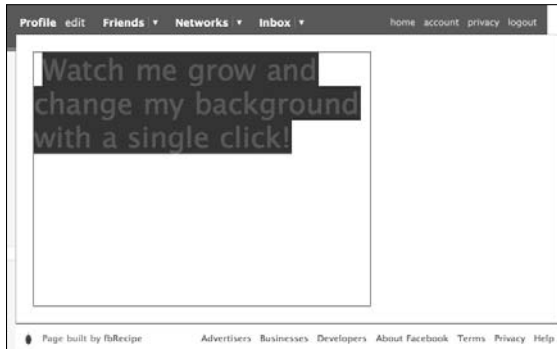 Profile edit Friends Networks Inbox home account privacy logout
Watch me grow and
change my background
with a single click!
Page built by fbRecipe Advertisers Businesses Developers About Facebook Terms Privacy Help